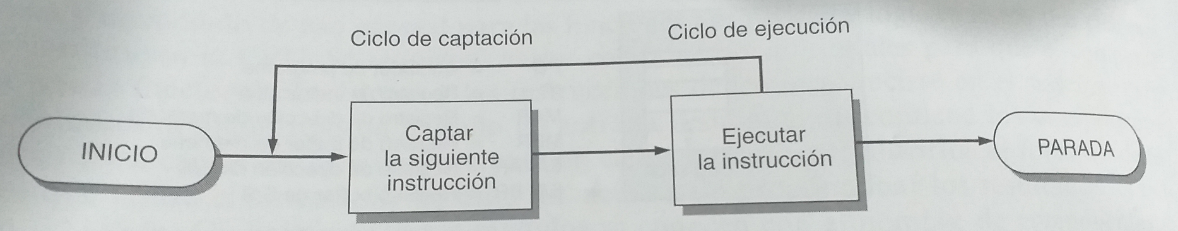 Ciclo de captación
Ciclo de ejecución
INICIO
Captar
la siguiente
instrucción
Ejecutar
la instrucción
PARADA